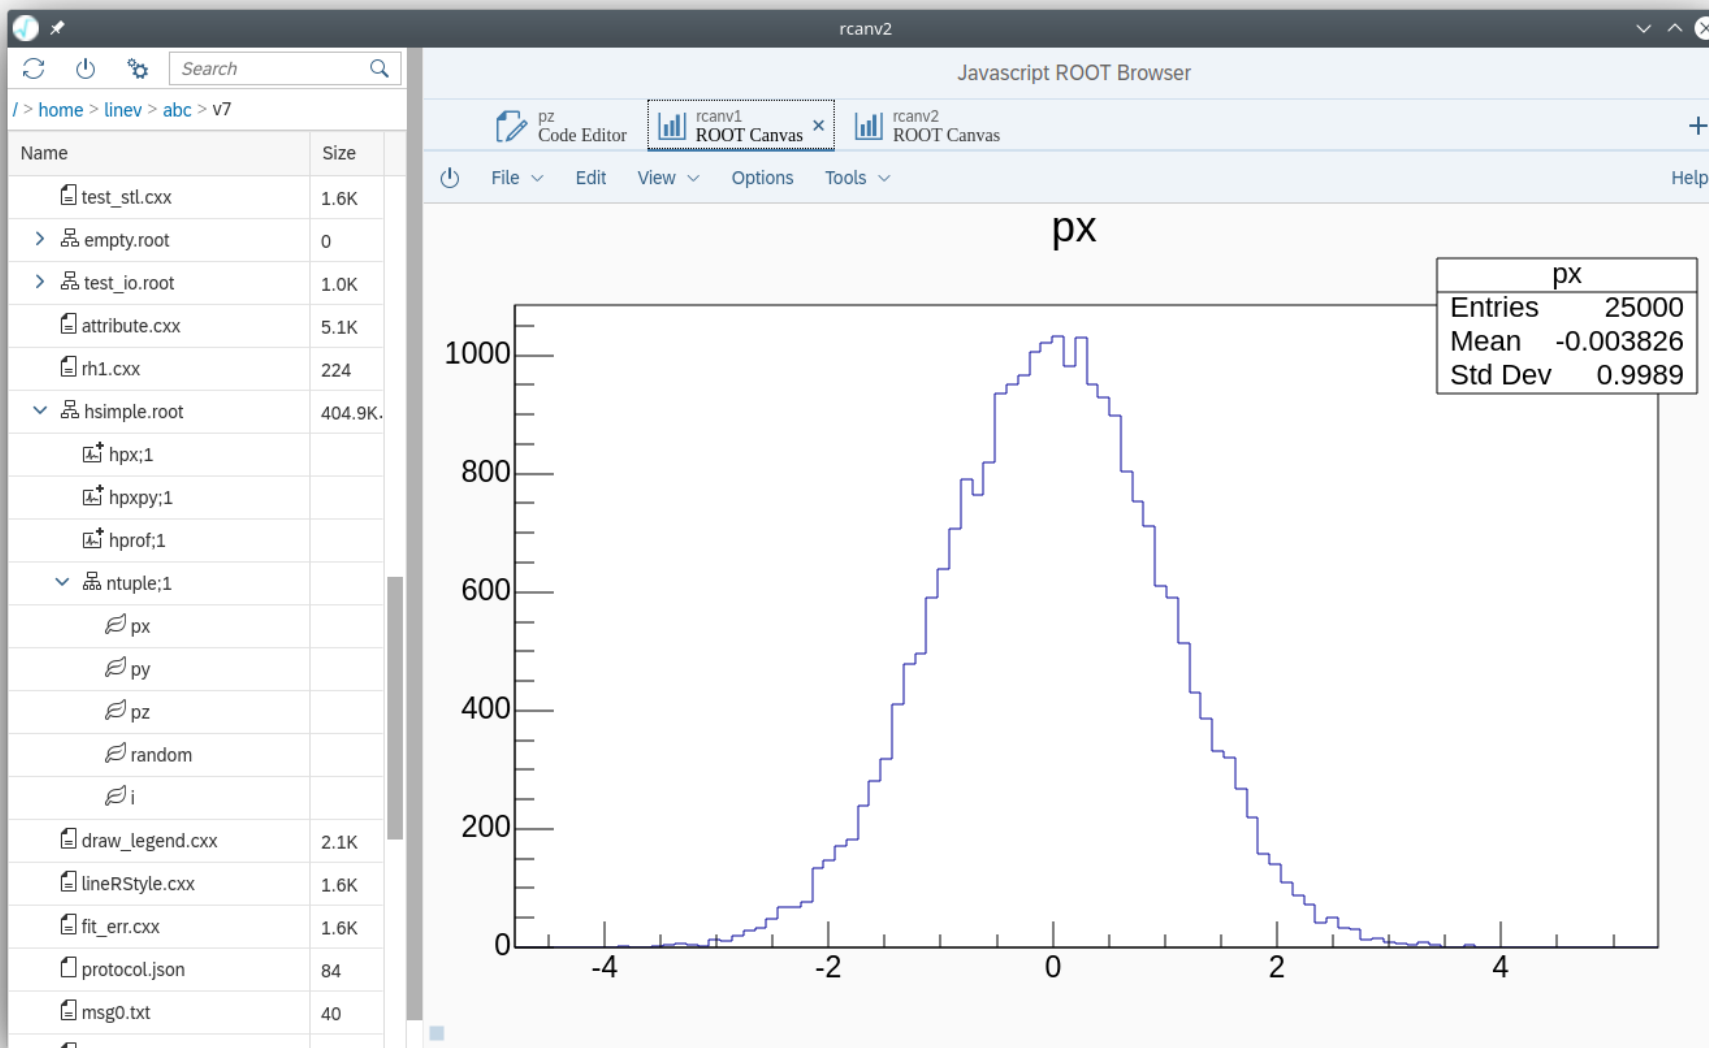 rcanv2
Search
/ > home > linev > abc > v7
Name Size
test_stl.cxx 1.6K
empty.root 0
test_io.root 1.0K
attribute.cxx 5.1K
rh1.cxx 224
hsimple.root 404.9K.
hpx;1
hpxpy;1
hprof;1
ntuple;1
px
py
pz
random
i
draw_legend.cxx 2.1K
lineRStyle.cxx 1.6K
fit_err.cxx 1.6K
protocol.json 84
msg0.txt 40
Javascript ROOT Browser
pz
Code Editor
rcanv1
ROOT Canvas
rcanv2
ROOT Canvas
File Edit View Options Tools Help
px
px
Entries 25000
Mean -0.003826
Std Dev 0.9989
1000
800
600
400
200
0
-4 -2 0 2 4